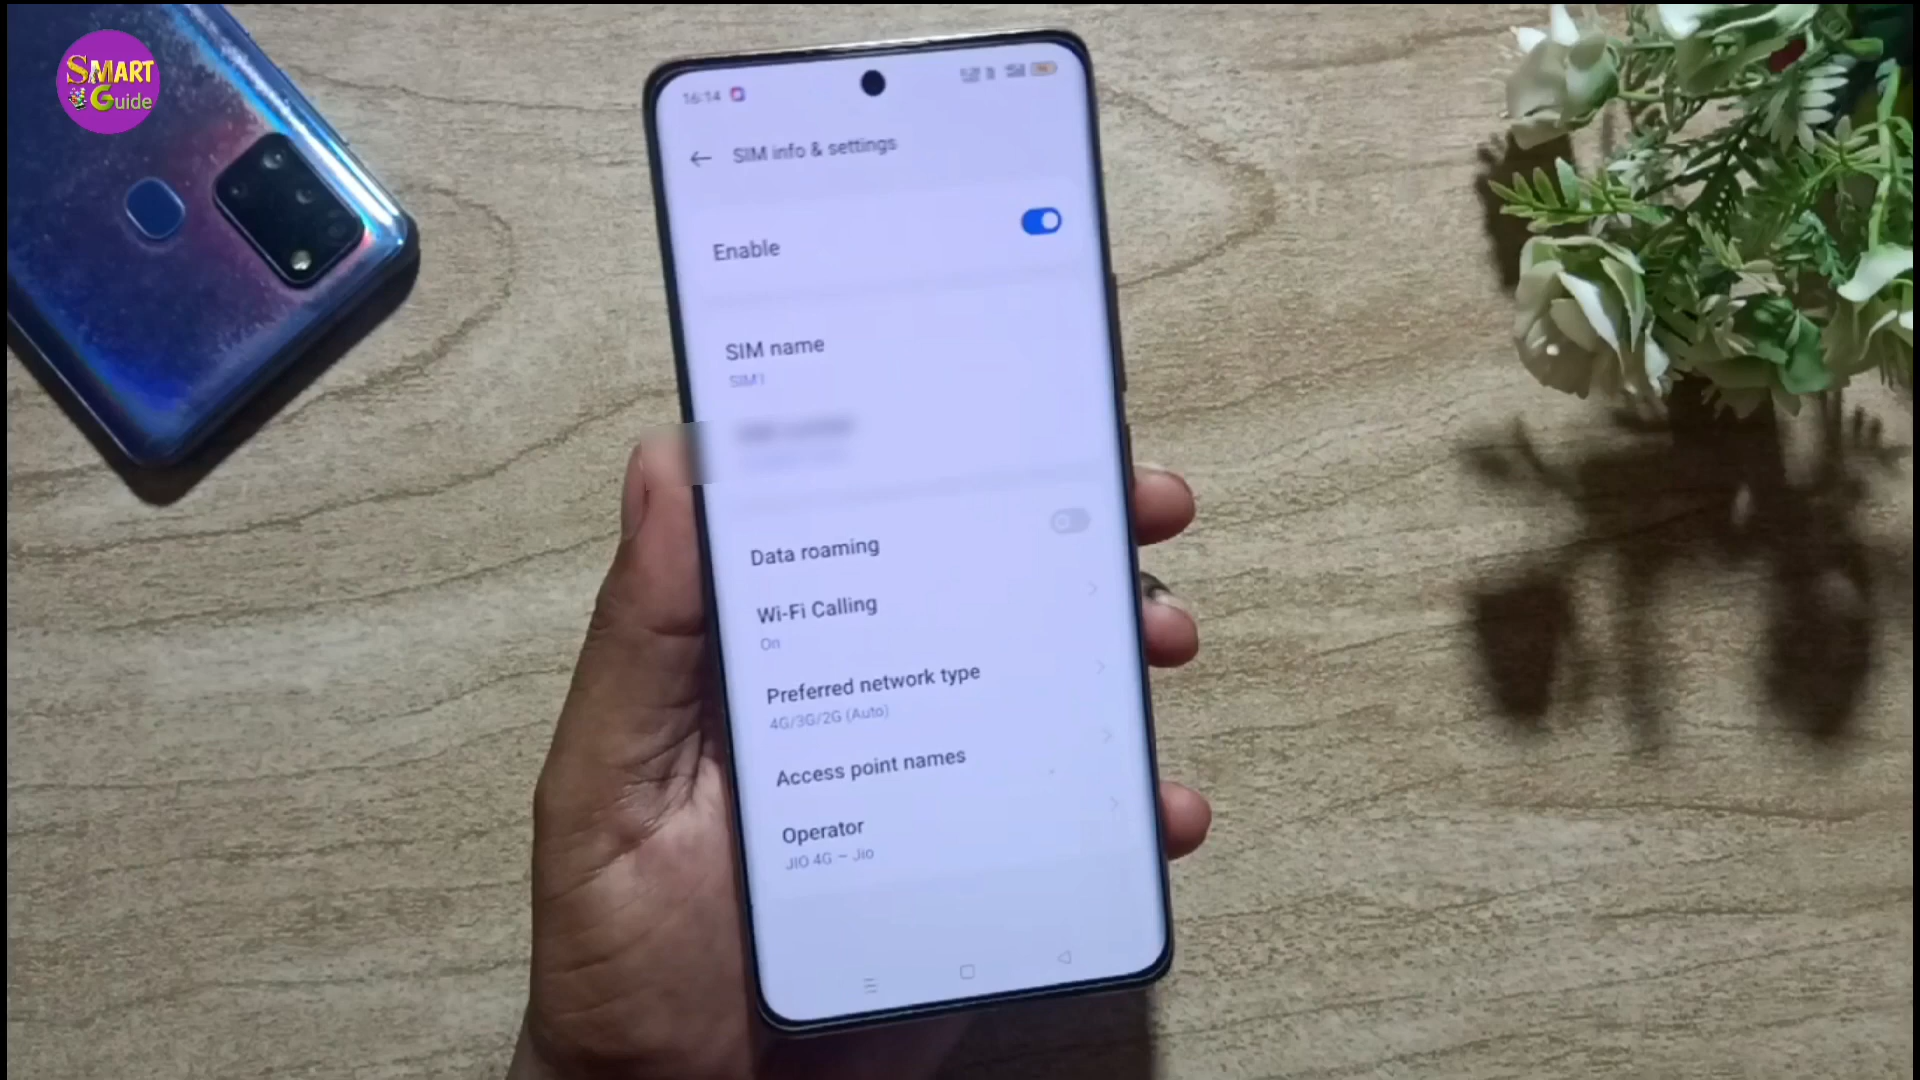 SMART
Guide
16:14
SIM info & settings
Enable
SIM name
SIM1
Data roaming
Wi-Fi Calling
On
Preferred network type
4G/3G/2G (Auto)
Access point names
Operator
JIO 4G – Jio